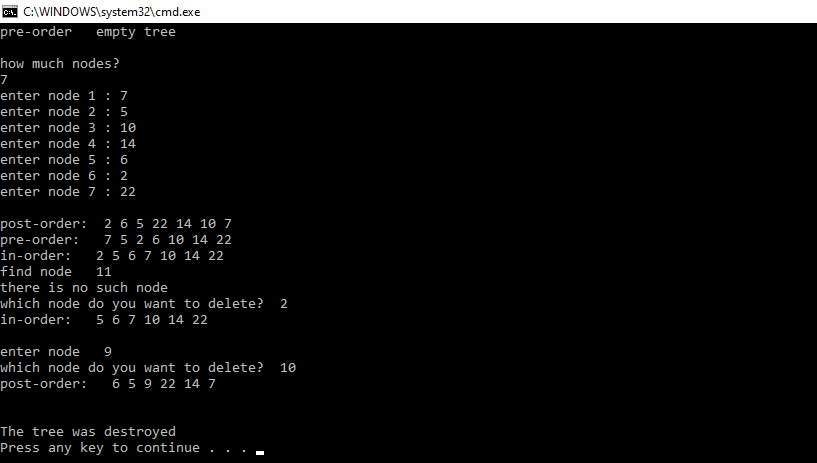 C:\WINDOWS\system32\cmd.exe
pre-order   empty tree
how much nodes?
7
enter node 1 : 7
enter node 2 : 5
enter node 3 : 10
enter node 4 : 14
enter node 5 : 6
enter node 6 : 2
enter node 7 : 22
post-order:  2 6 5 22 14 10 7
pre-order:   7 5 2 6 10 14 22
in-order:   2 5 6 7 10 14 22
find node   11
there is no such node
which node do you want to delete?  2
in-order:   5 6 7 10 14 22
enter node   9
which node do you want to delete?  10
post-order:   6 5 9 22 14 7
The tree was destroyed
Press any key to continue . . .